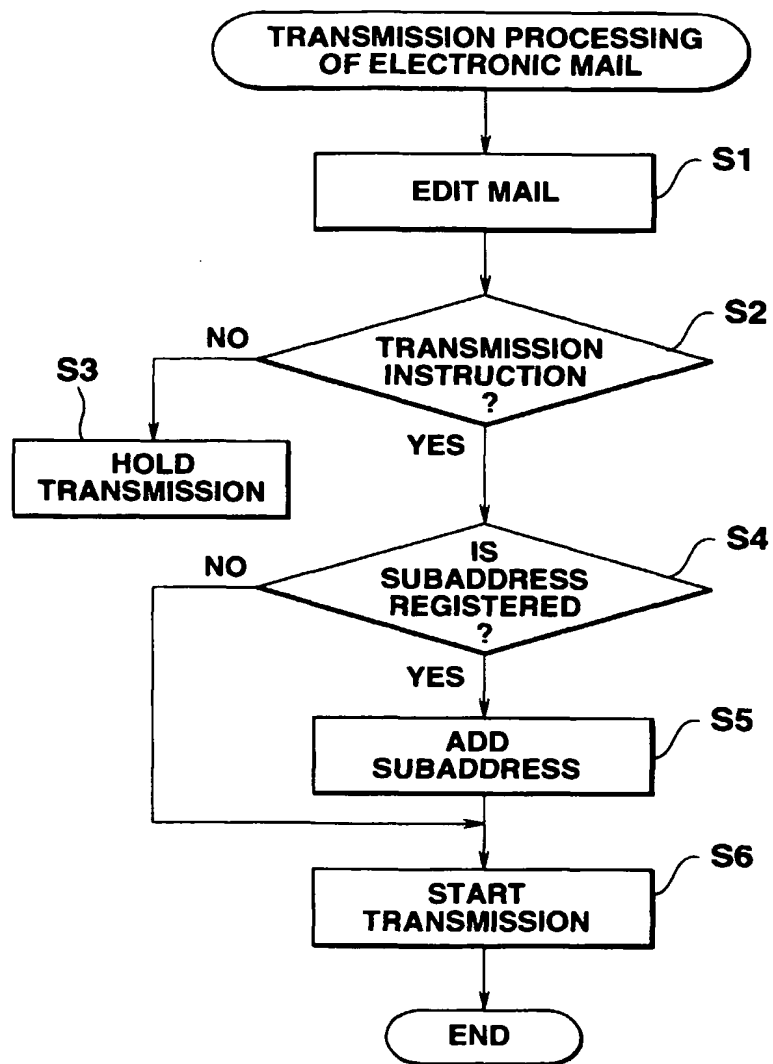 TRANSMISSION PROCESSING
OF ELECTRONIC MAIL
S1
EDIT MAIL
S2
NO
TRANSMISSION
INSTRUCTION
?
S3
YES
HOLD
TRANSMISSION
S4
NO
IS
SUBADDRESS
REGISTERED
?
YES
S5
ADD
SUBADDRESS
S6
START
TRANSMISSION
END